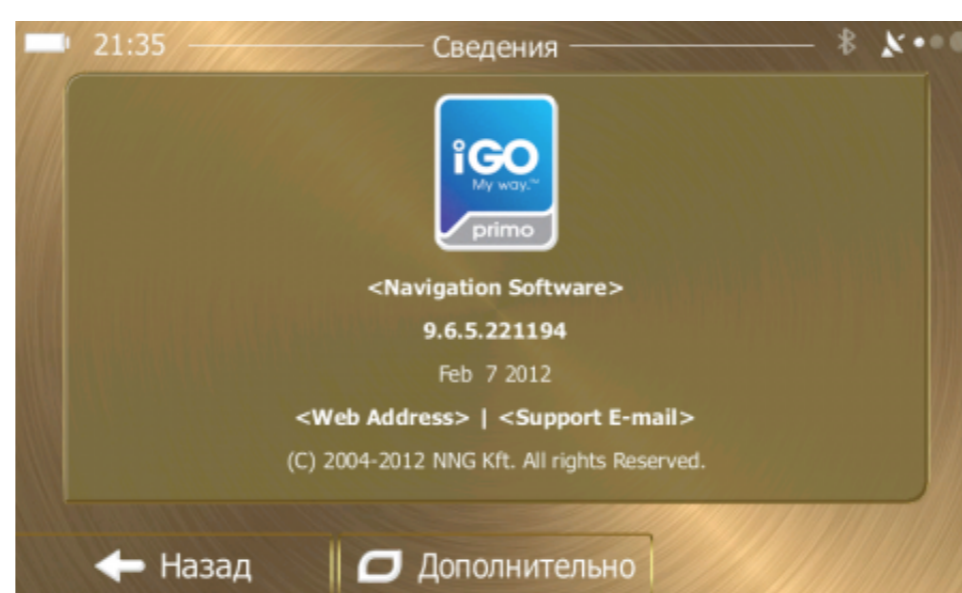 21:35 Сведения
iGO
My way.™
primo
<Navigation Software>
9.6.5.221194
Feb 7 2012
<Web Address> | <Support E-mail>
(C) 2004-2012 NNG Kft. All rights Reserved.
Назад Дополнительно